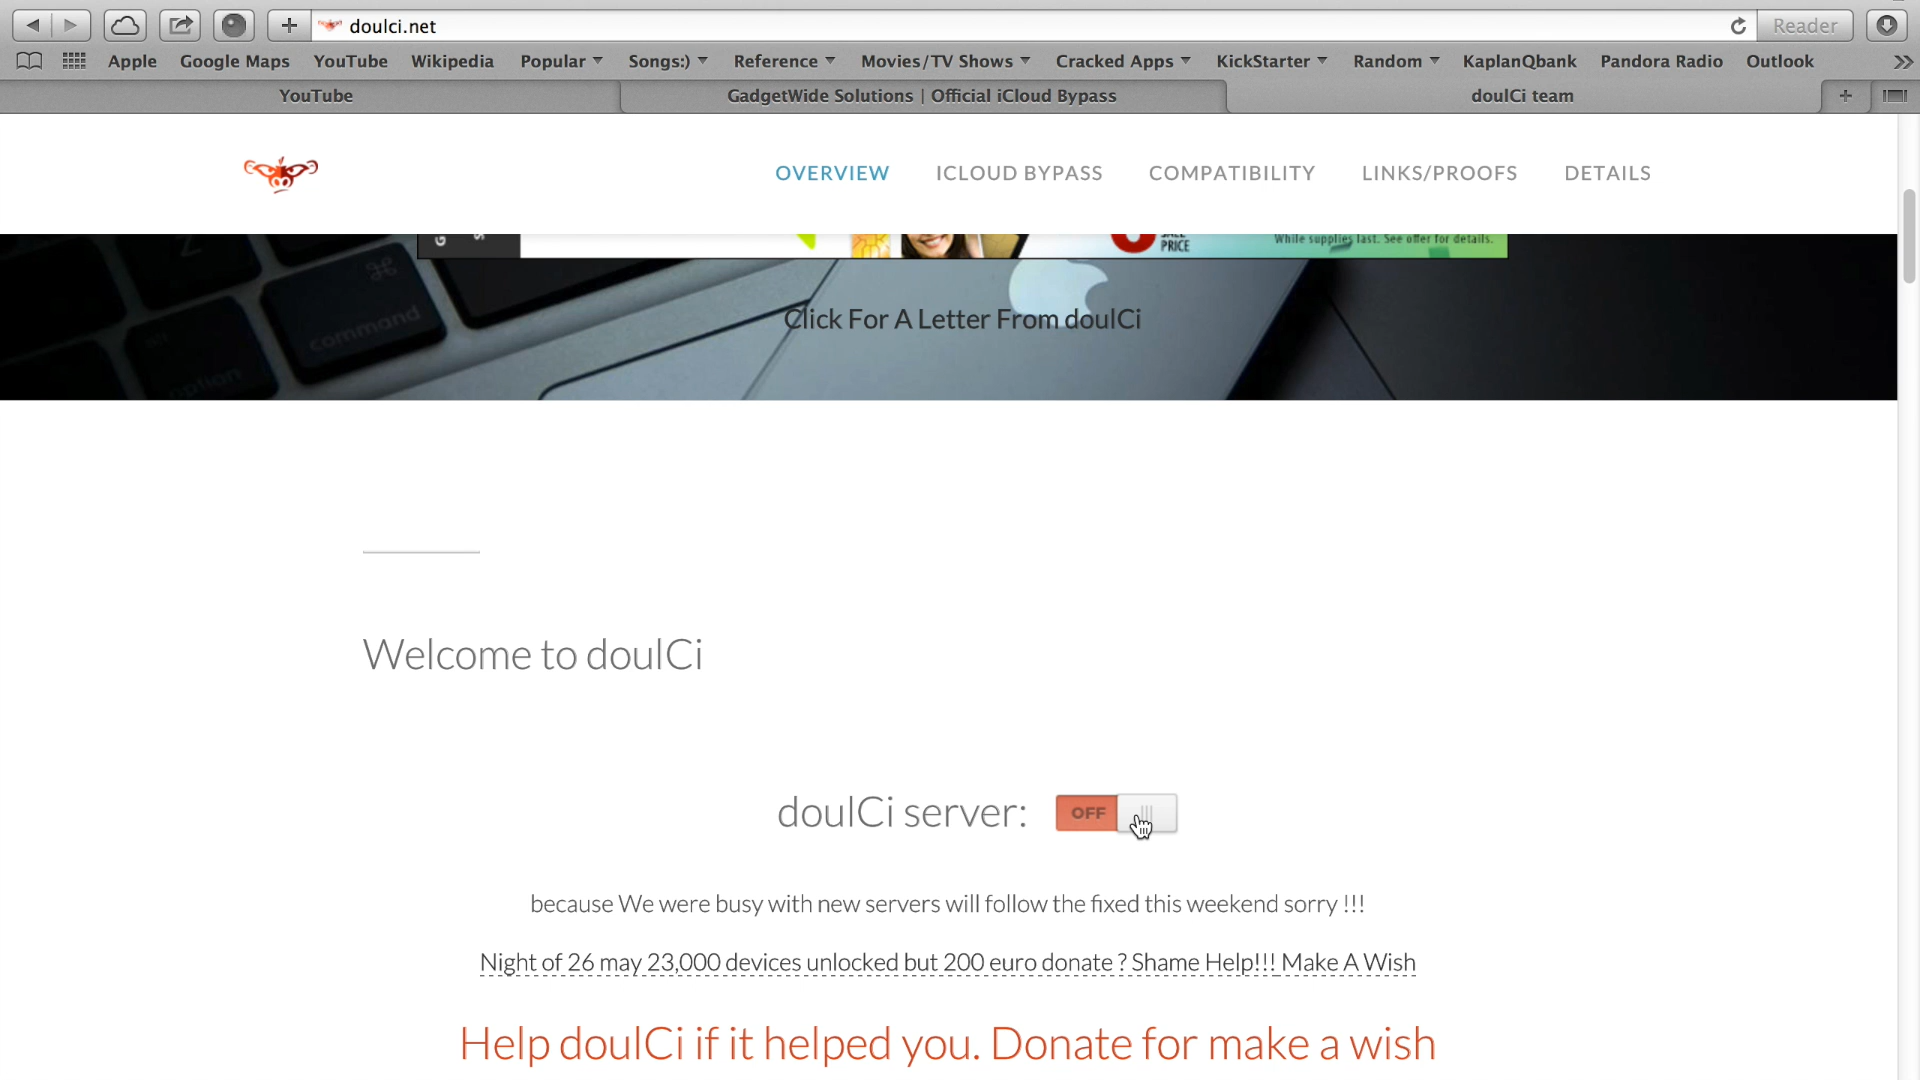 doulci.net
Reader
Apple Google Maps YouTube Wikipedia Popular Songs:) Reference Movies/TV Shows Cracked Apps KickStarter Random KaplanQbank Pandora Radio Outlook
YouTube GadgetWide Solutions | Official iCloud Bypass doulCi team
OVERVIEW ICLOUD BYPASS COMPATIBILITY LINKS/PROOFS DETAILS
PRICE While supplies last. See offer for details.
command
option
Click For A Letter From doulCi
Welcome to doulCi
doulCi server: OFF
because We were busy with new servers will follow the fixed this weekend sorry !!!
Night of 26 may 23,000 devices unlocked but 200 euro donate ? Shame Help!!! Make A Wish
Help doulCi if it helped you. Donate for make a wish